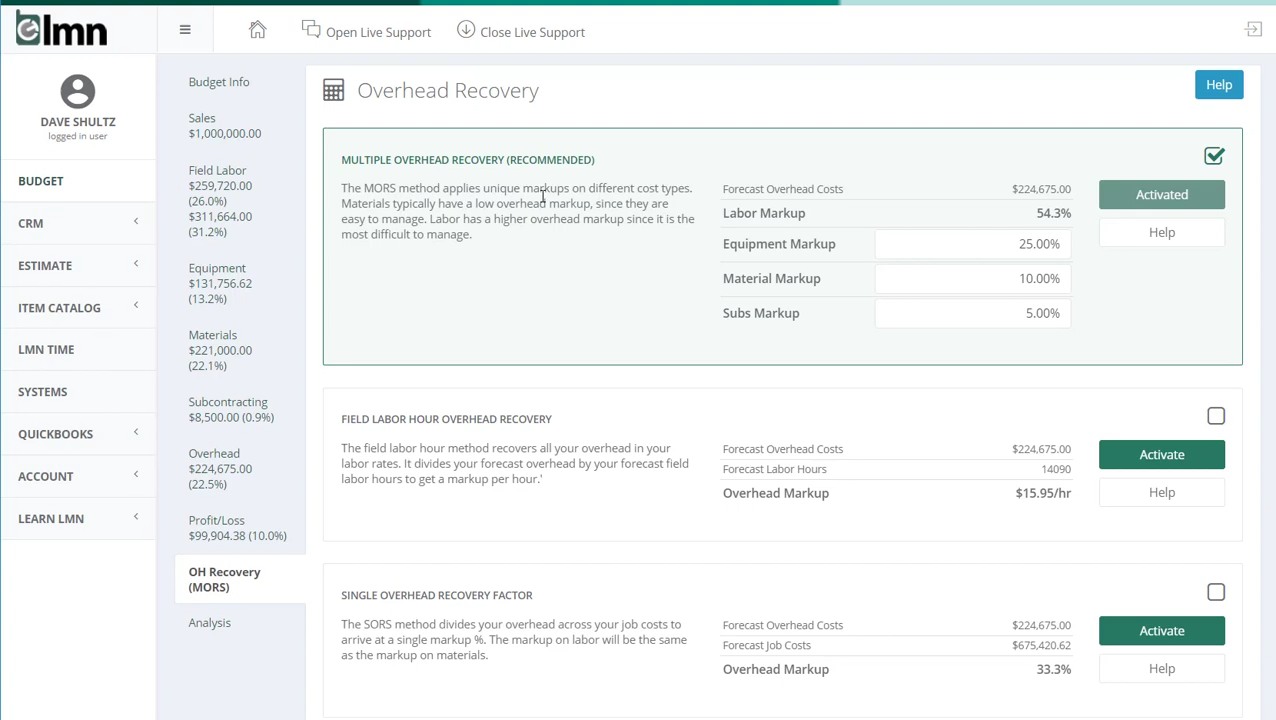 lmn
Open Live Support
Close Live Support
DAVE SHULTZ
logged in user
BUDGET
CRM
ESTIMATE
ITEM CATALOG
LMN TIME
SYSTEMS
QUICKBOOKS
ACCOUNT
LEARN LMN
Budget Info
Sales
$1,000,000.00
Field Labor
$259,720.00
(26.0%)
$311,664.00
(31.2%)
Equipment
$131,756.62
(13.2%)
Materials
$221,000.00
(22.1%)
Subcontracting
$8,500.00 (0.9%)
Overhead
$224,675.00
(22.5%)
Profit/Loss
$99,904.38 (10.0%)
OH Recovery
(MORS)
Analysis
Overhead Recovery
Help
MULTIPLE OVERHEAD RECOVERY (RECOMMENDED)
The MORS method applies unique markups on different cost types.
Materials typically have a low overhead markup, since they are
easy to manage. Labor has a higher overhead markup since it is the
most difficult to manage.
Forecast Overhead Costs $224,675.00
Labor Markup 54.3%
Equipment Markup 25.00%
Material Markup 10.00%
Subs Markup 5.00%
Activated
Help
FIELD LABOR HOUR OVERHEAD RECOVERY
The field labor hour method recovers all your overhead in your
labor rates. It divides your forecast overhead by your forecast field
labor hours to get a markup per hour.'
Forecast Overhead Costs $224,675.00
Forecast Labor Hours 14090
Overhead Markup $15.95/hr
Activate
Help
SINGLE OVERHEAD RECOVERY FACTOR
The SORS method divides your overhead across your job costs to
arrive at a single markup %. The markup on labor will be the same
as the markup on materials.
Forecast Overhead Costs $224,675.00
Forecast Job Costs $675,420.62
Overhead Markup 33.3%
Activate
Help